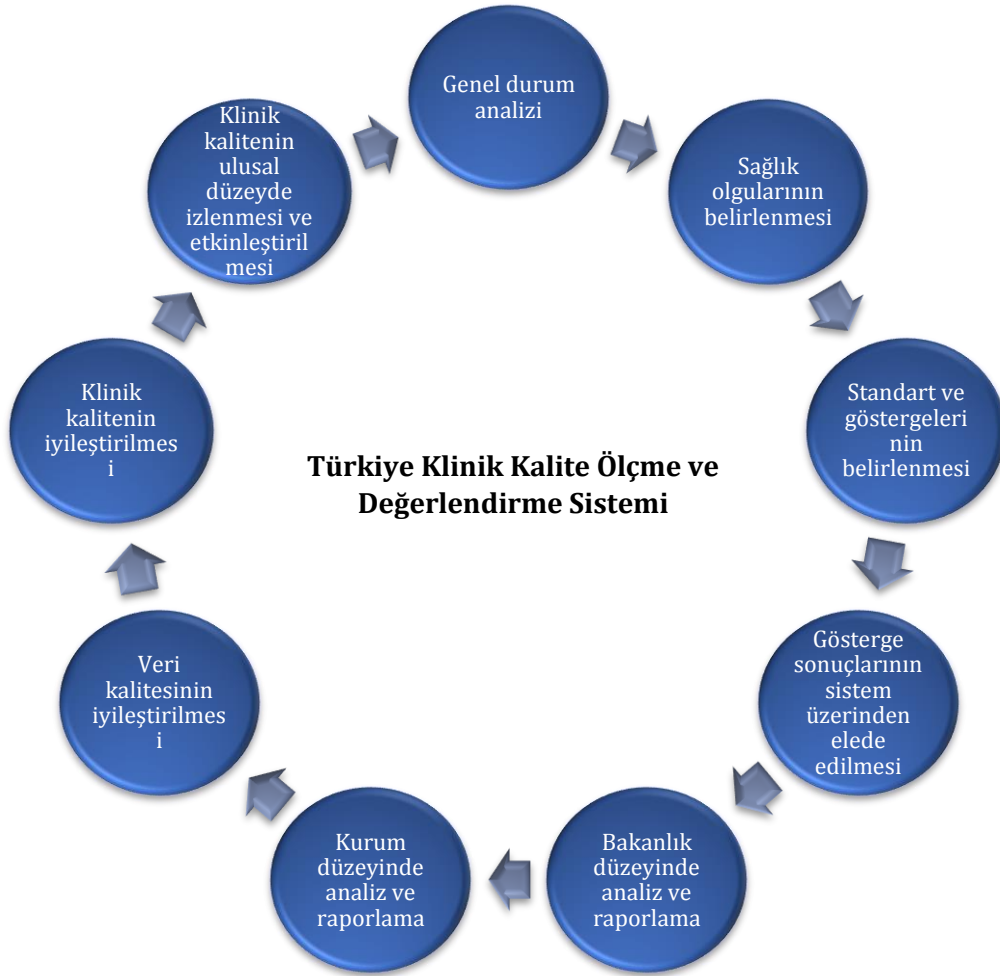 Genel durum
analizi
Sağlık
olgularının
belirlenmesi
Standart ve
göstergeleri
nin
belirlenmesi
Gösterge
sonuçlarının
sistem
üzerinden
elede
edilmesi
Bakanlık
düzeyinde
analiz ve
raporlama
Kurum
düzeyinde
analiz ve
raporlama
Veri
kalitesinin
iyileştirilmes
i
Klinik
kalitenin
iyileştirilmes
i
Klinik
kalitenin
ulusal
düzeyde
izlenmesi ve
etkinleştiril
mesi
Türkiye Klinik Kalite Ölçme ve
Değerlendirme Sistemi